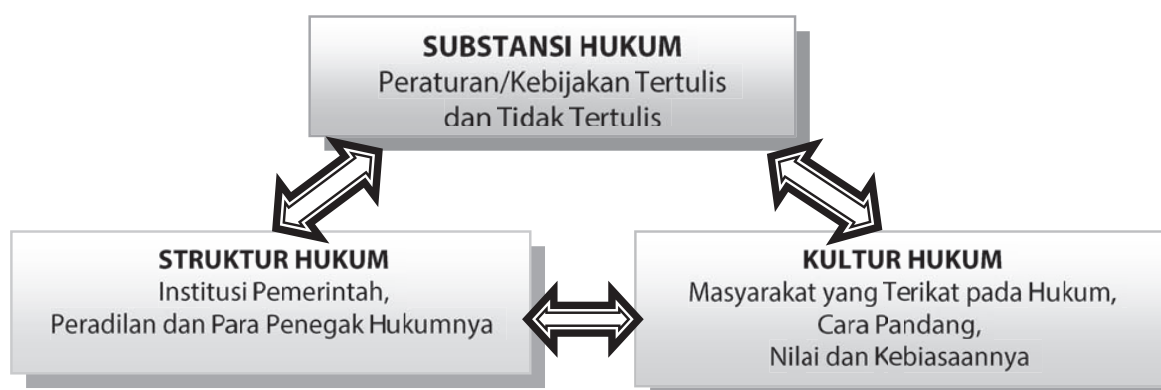 SUBSTANSI HUKUM
Peraturan/Kebijakan Tertulis
dan Tidak Tertulis
STRUKTUR HUKUM
Institusi Pemerintah,
Peradilan dan Para Penegak Hukumnya
KULTUR HUKUM
Masyarakat yang Terikat pada Hukum,
Cara Pandang,
Nilai dan Kebiasaannya